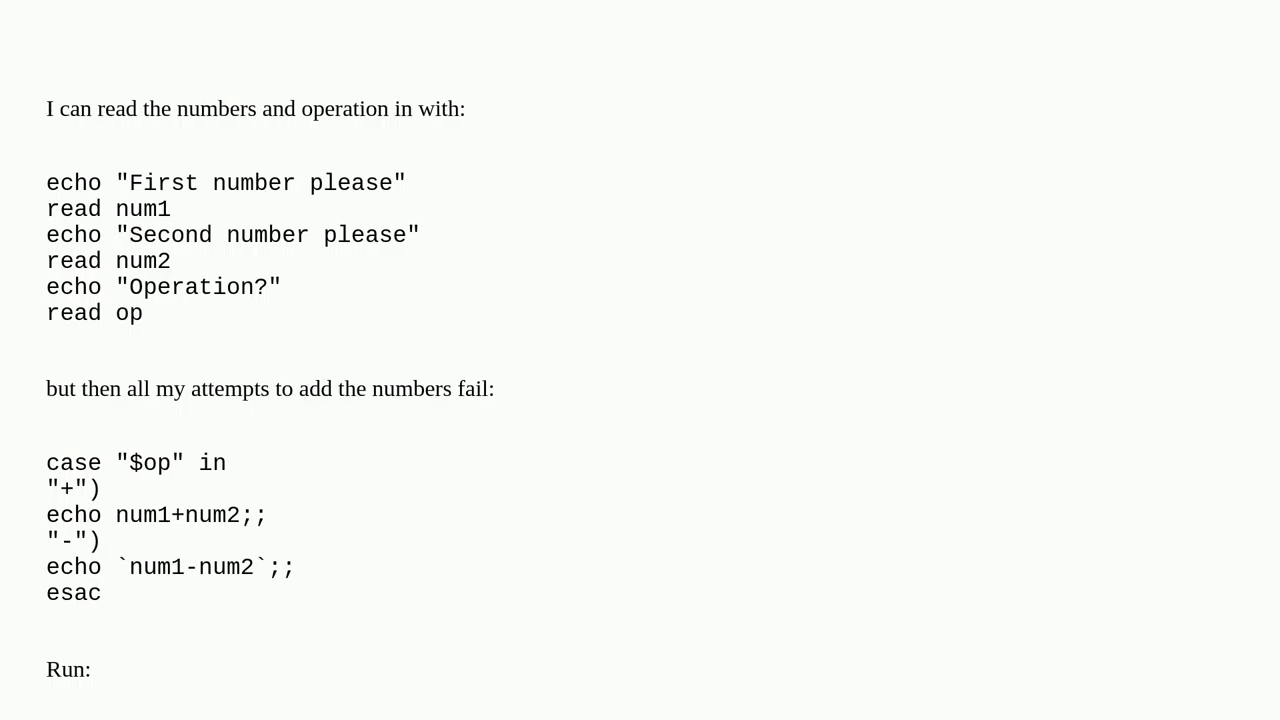 I can read the numbers and operation in with:
echo "First number please"
read num1
echo "Second number please"
read num2
echo "Operation?"
read op
but then all my attempts to add the numbers fail:
case "$op" in
"+")
echo num1+num2;;
"-")
echo `num1-num2`;;
esac
Run: